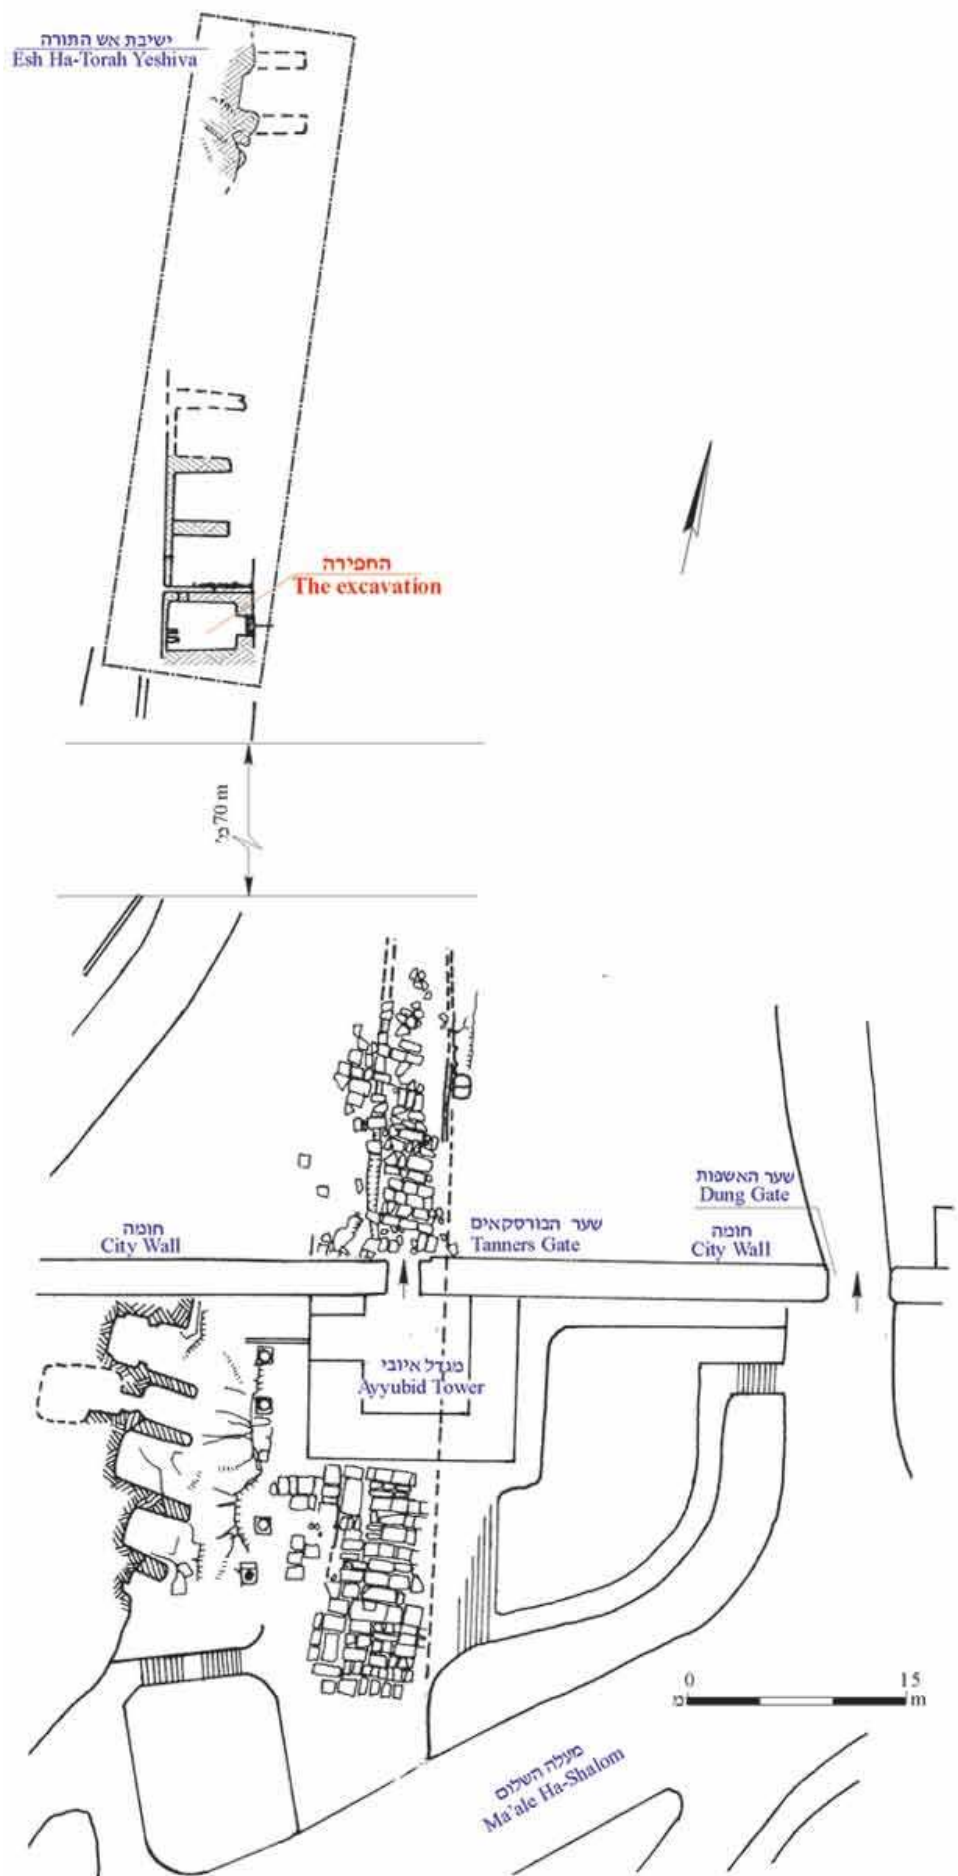 ישיבת אש התורה
Esh Ha-Torah Yeshiva
החפירה
The excavation
70 m מ'
שער האשפות
Dung Gate
חומה
City Wall
שער הבורסקאים
Tanners Gate
חומה
City Wall
מגדל איובי
Ayyubid Tower
0 15
מ m
מעלה השלום
Ma'ale Ha-Shalom